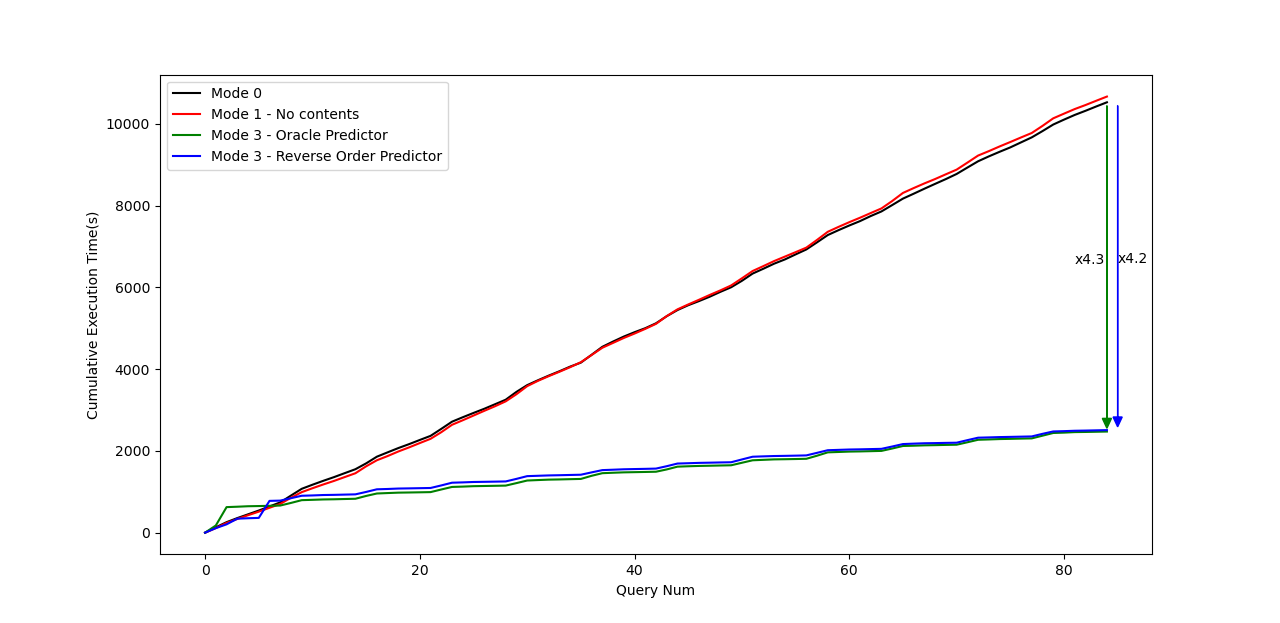 Mode 0
Mode 1 - No contents
Mode 3 - Oracle Predictor
Mode 3 - Reverse Order Predictor
10000
8000
6000
4000
2000
0
Cumulative Execution Time(s)
x4.3
x4.2
0 20 40 60 80
Query Num